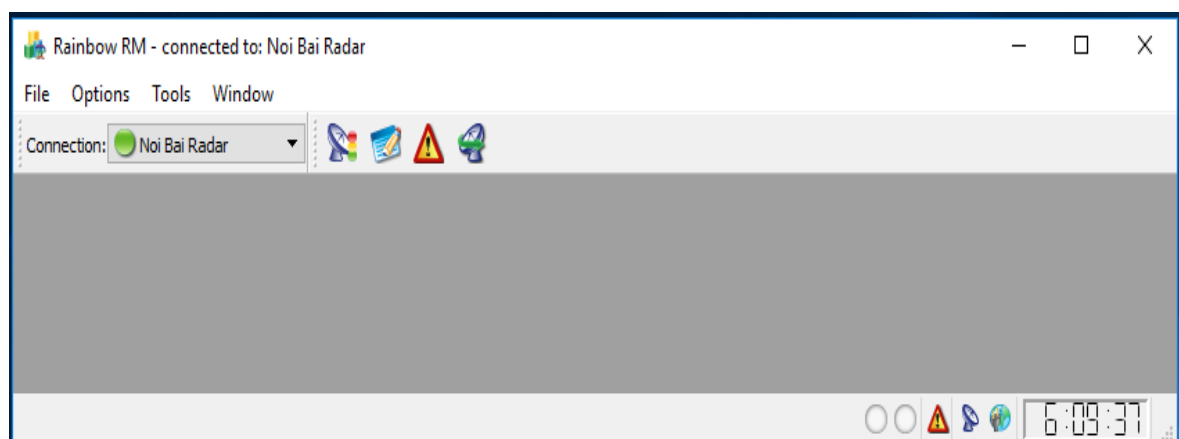 Rainbow RM - connected to: Noi Bai Radar
File Options Tools Window
Connection: Noi Bai Radar
6:09:37